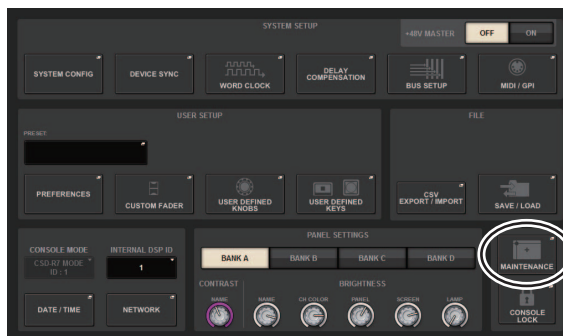 SYSTEM SETUP
+48V MASTER
OFF
ON
SYSTEM CONFIG
DEVICE SYNC
WORD CLOCK
DELAY
COMPENSATION
BUS SETUP
MIDI / GPI
USER SETUP
FILE
PRESET:
PREFERENCES
CUSTOM FADER
USER DEFINED
KNOBS
USER DEFINED
KEYS
CSV
EXPORT / IMPORT
SAVE / LOAD
CONSOLE MODE
CSD-R7 MODE
ID : 1
INTERNAL DSP ID
1
DATE / TIME
NETWORK
PANEL SETTINGS
BANK A
BANK B
BANK C
BANK D
CONTRAST
BRIGHTNESS
NAME
NAME
CH COLOR
PANEL
SCREEN
LAMP
MAINTENANCE
CONSOLE
LOCK